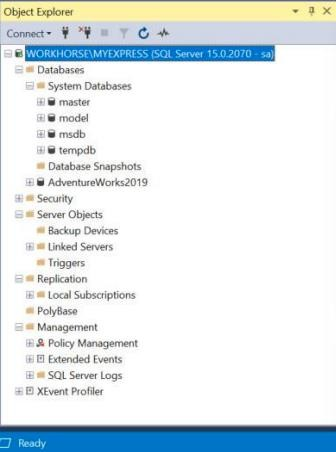 Object Explorer
Connect
WORKHORSE\MYEXPRESS (SQL Server 15.0.2070 - sa)
Databases
System Databases
master
model
msdb
tempdb
Database Snapshots
AdventureWorks2019
Security
Server Objects
Backup Devices
Linked Servers
Triggers
Replication
Local Subscriptions
PolyBase
Management
Policy Management
Extended Events
SQL Server Logs
XEvent Profiler
Ready